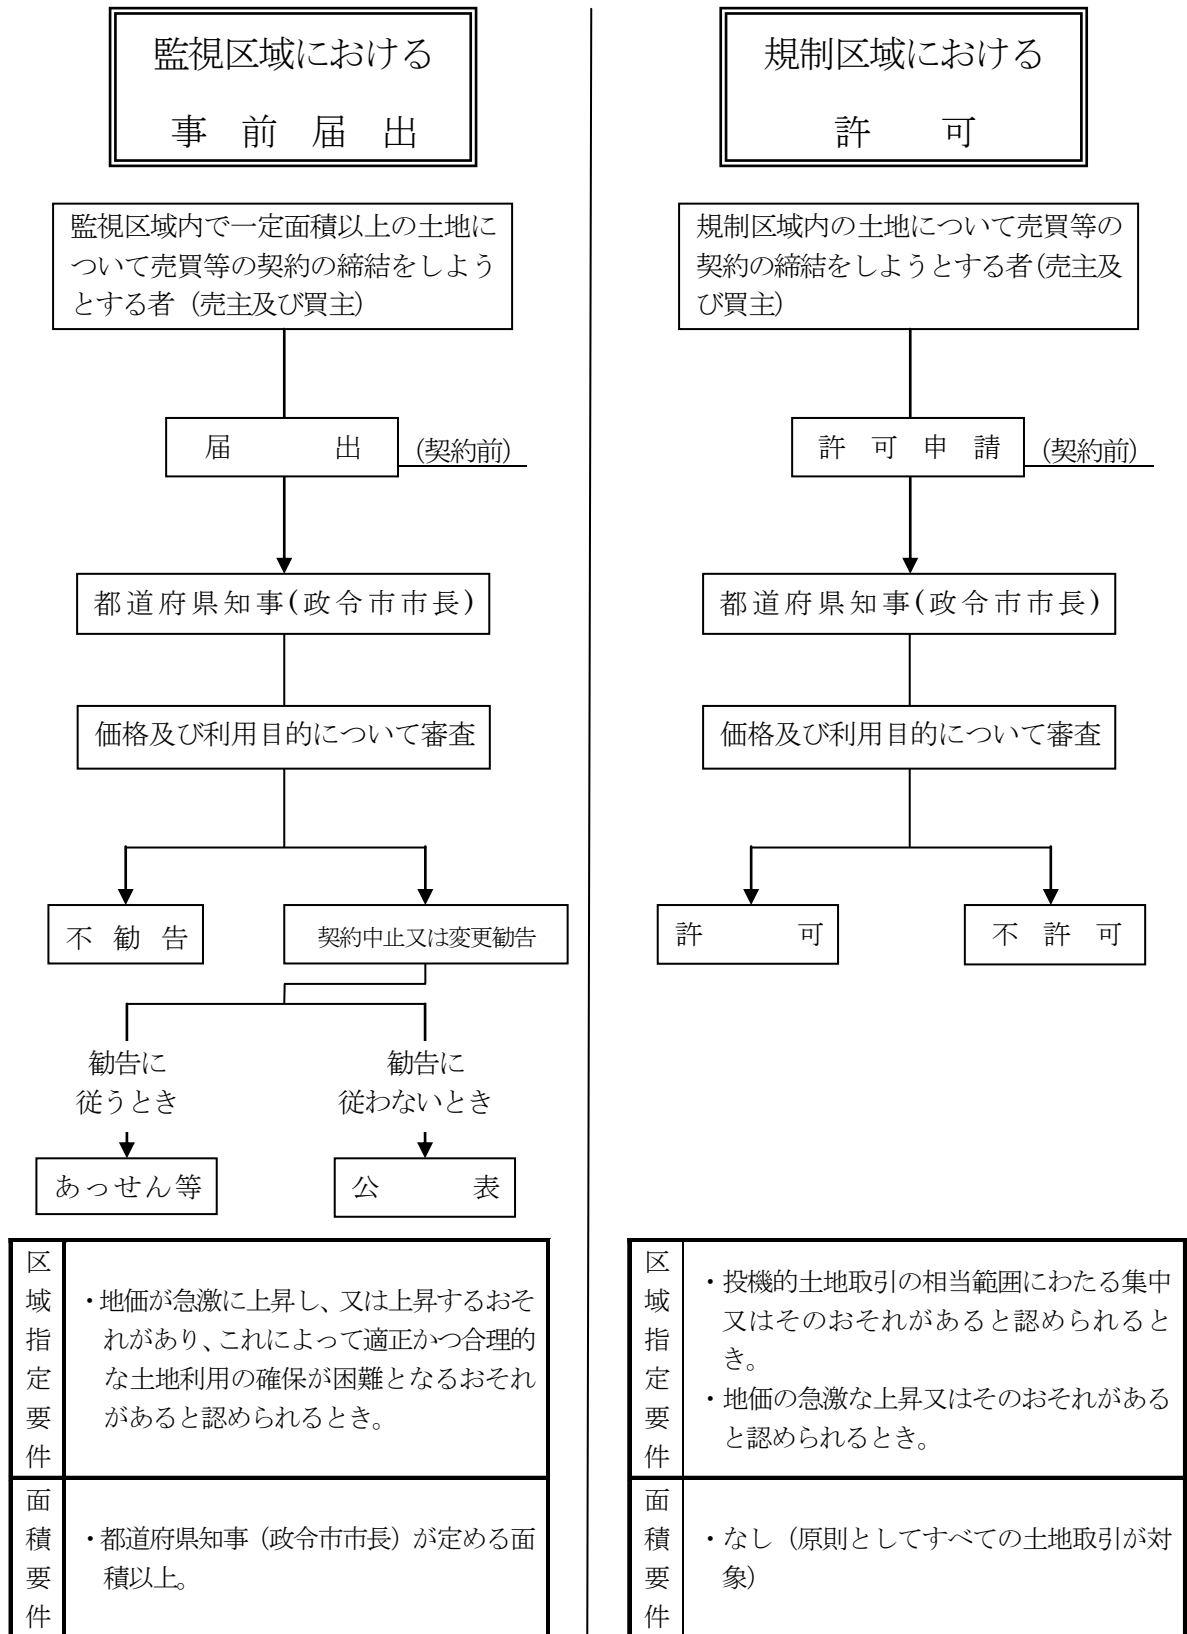 監視区域における
事前届出
監視区域内で一定面積以上の土地に
ついて売買等の契約の締結をしよう
とする者（売主及び買主）
届出
（契約前）
都道府県知事(政令市市長)
価格及び利用目的について審査
不勧告
契約中止又は変更勧告
勧告に
従うとき
勧告に
従わないとき
あっせん等
公表
区域指定要件
・地価が急激に上昇し、又は上昇するおそ
れがあり、これによって適正かつ合理的
な土地利用の確保が困難となるおそれ
があると認められるとき。
面積要件
・都道府県知事（政令市市長）が定める面
積以上。
規制区域における
許可
規制区域内の土地について売買等の
契約の締結をしようとする者（売主及
び買主）
許可申請
（契約前）
都道府県知事(政令市市長)
価格及び利用目的について審査
許可
不許可
区域指定要件
・投機的土地取引の相当範囲にわたる集中
又はそのおそれがあると認められると
き。
・地価の急激な上昇又はそのおそれがある
と認められるとき。
面積要件
・なし（原則としてすべての土地取引が対
象）